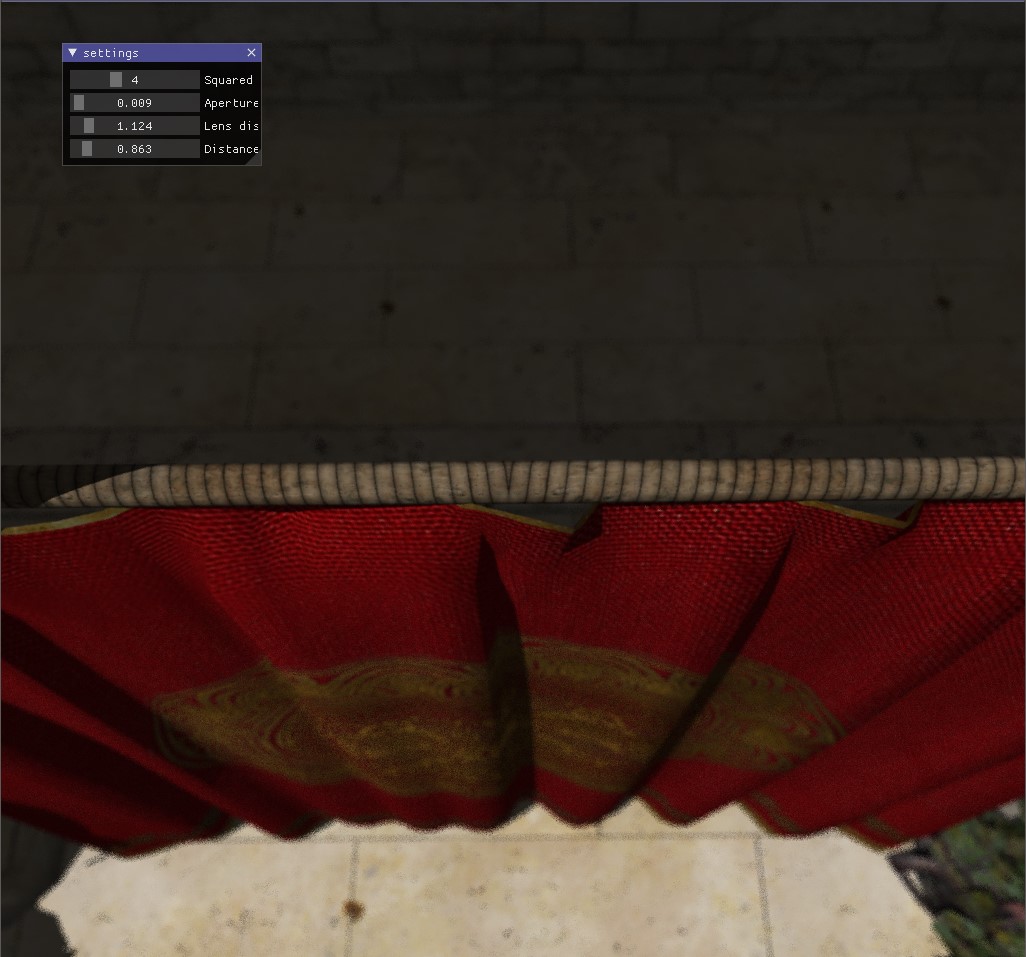 settings
4 Squared
0.009 Aperture
1.124 Lens dis
0.863 Distance